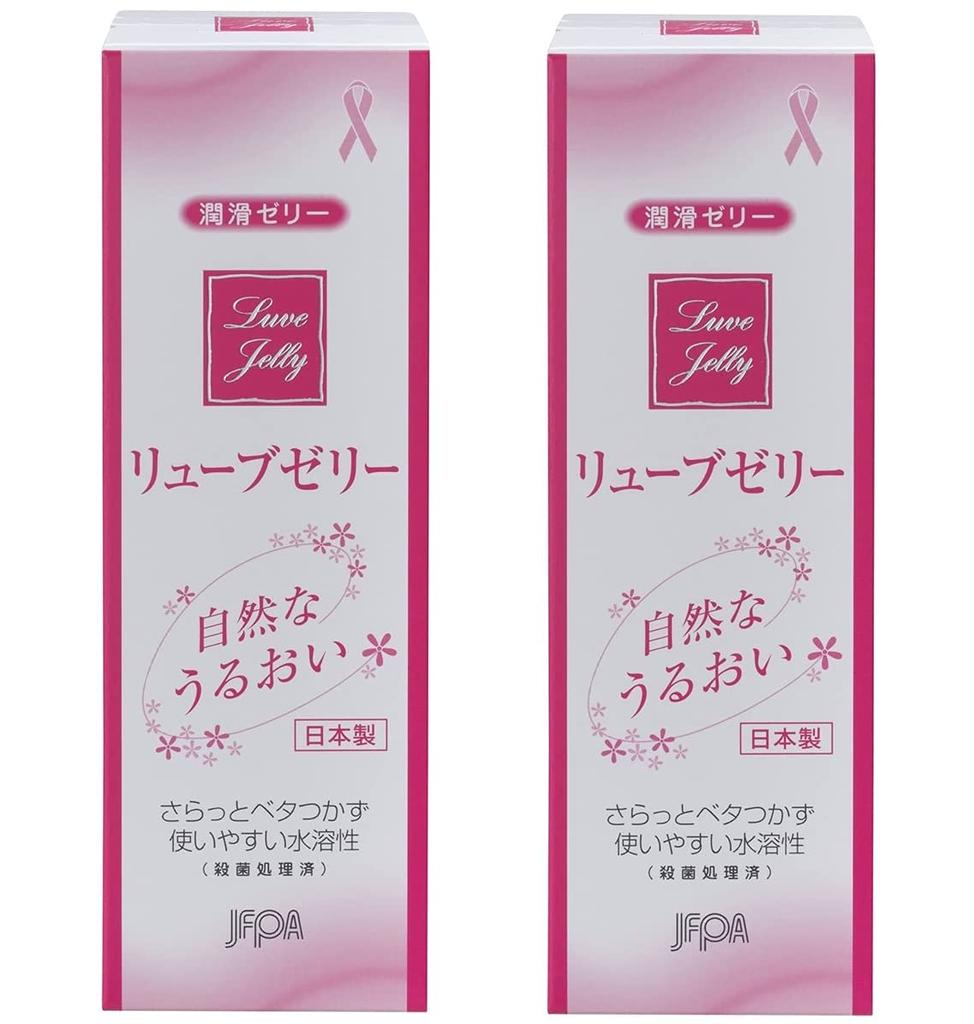 潤滑ゼリー
Luve
Jelly
リューブゼリー
自然な
うるおい
日本製
さらっとベタつかず
使いやすい水溶性
(殺菌処理済)
JFPA
潤滑ゼリー
Luve
Jelly
リューブゼリー
自然な
うるおい
日本製
さらっとベタつかず
使いやすい水溶性
(殺菌処理済)
JFPA